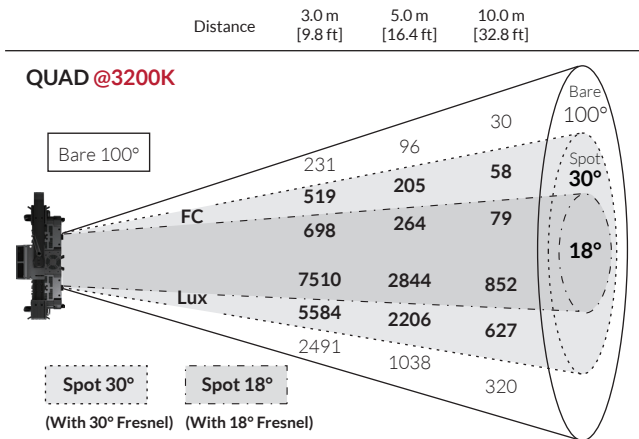 Distance 3.0 m 5.0 m 10.0 m
[9.8 ft] [16.4 ft] [32.8 ft]
QUAD @3200K
Bare
100°
Bare 100°
30
96
231
Spot
30°
58
205
519
FC
79
264
698
18°
7510 2844 852
Lux
5584 2206 627
2491 1038 320
Spot 30° Spot 18°
(With 30° Fresnel) (With 18° Fresnel)